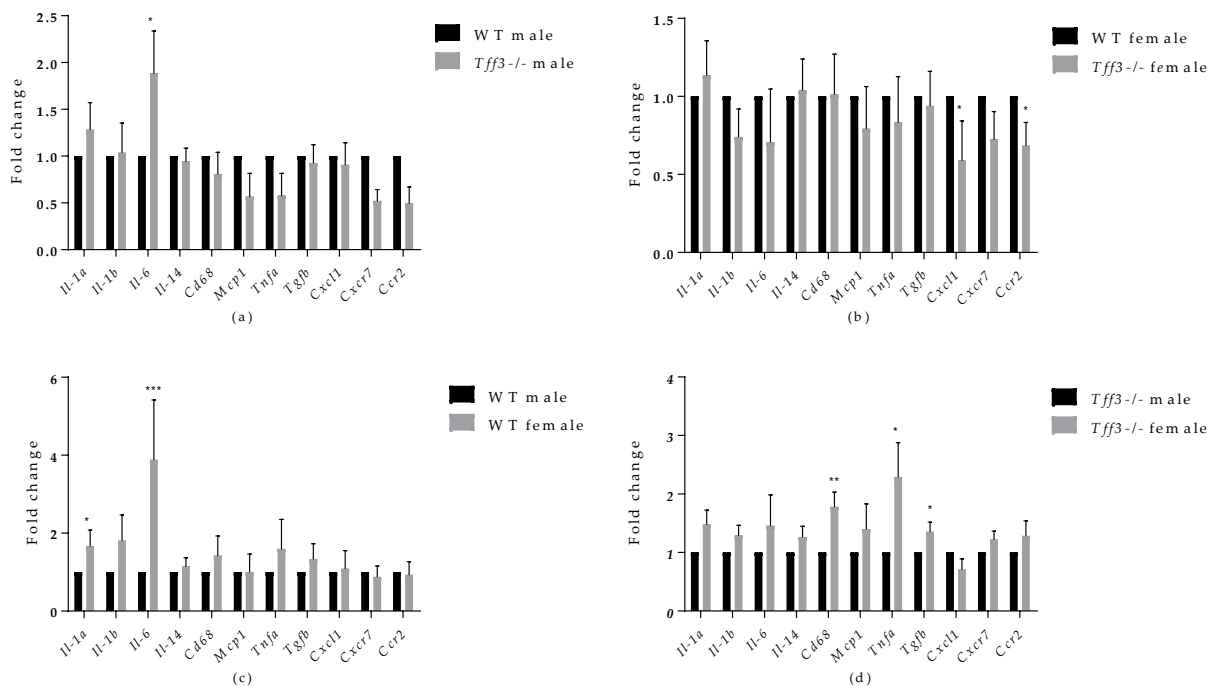 2.5
2.0
1.5
1.0
0.5
0.0
Fold change
*
WT male
Tff3-/- male
Il-1a
Il-1b
Il-6
Il-14
Cd68
Mcp1
Tnfa
Tgfb
Cxcl1
Cxcr7
Ccr2
(a)
1.5
1.0
0.5
0.0
Fold change
*
*
WT female
Tff3-/- female
Il-1a
Il-1b
Il-6
Il-14
Cd68
Mcp1
Tnfa
Tgfb
Cxcl1
Cxcr7
Ccr2
(b)
6
4
2
0
Fold change
*
***
WT male
WT female
Il-1a
Il-1b
Il-6
Il-14
Cd68
Mcp1
Tnfa
Tgfb
Cxcl1
Cxcr7
Ccr2
(c)
4
3
2
1
0
Fold change
**
*
*
Tff3-/- male
Tff3-/- female
Il-1a
Il-1b
Il-6
Il-14
Cd68
Mcp1
Tnfa
Tgfb
Cxcl1
Cxcr7
Ccr2
(d)